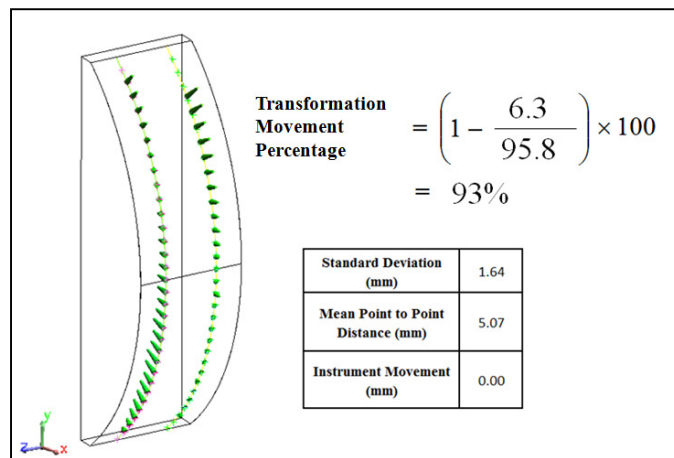 Transformation
Movement
Percentage
= (1 - 6.3/95.8) × 100
= 93%
Standard Deviation
(mm)
1.64
Mean Point to Point
Distance (mm)
5.07
Instrument Movement
(mm)
0.00
y
z
x